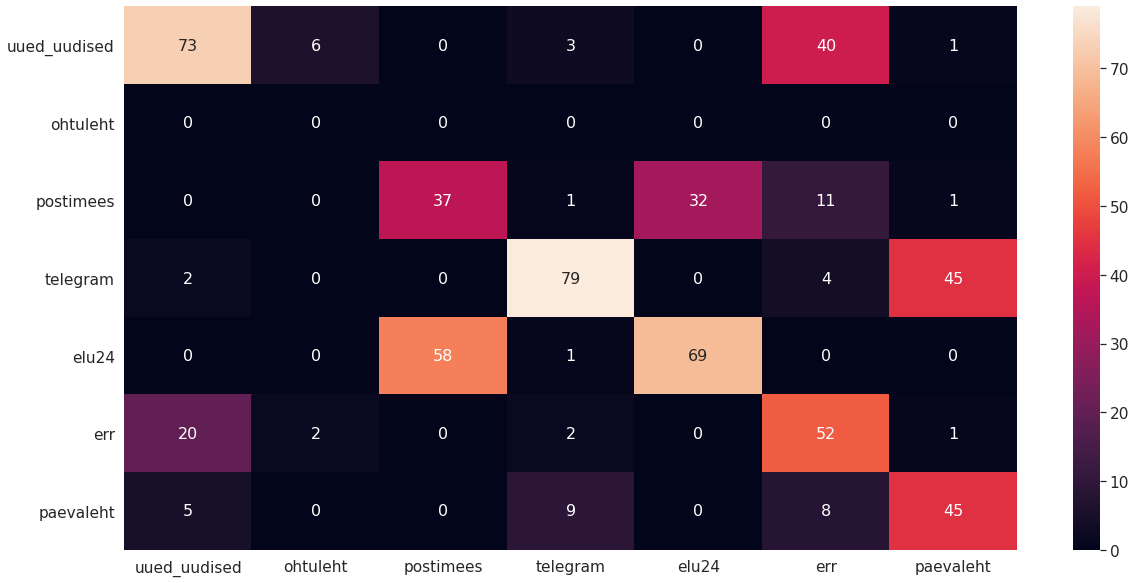 uued_uudised 73 6 0 3 0 40 1
ohtuleht 0 0 0 0 0 0 0
postimees 0 0 37 1 32 11 1
telegram 2 0 0 79 0 4 45
elu24 0 0 58 1 69 0 0
err 20 2 0 2 0 52 1
paevaleht 5 0 0 9 0 8 45
uued_uudised ohtuleht postimees telegram elu24 err paevaleht
70
60
50
40
30
20
10
0